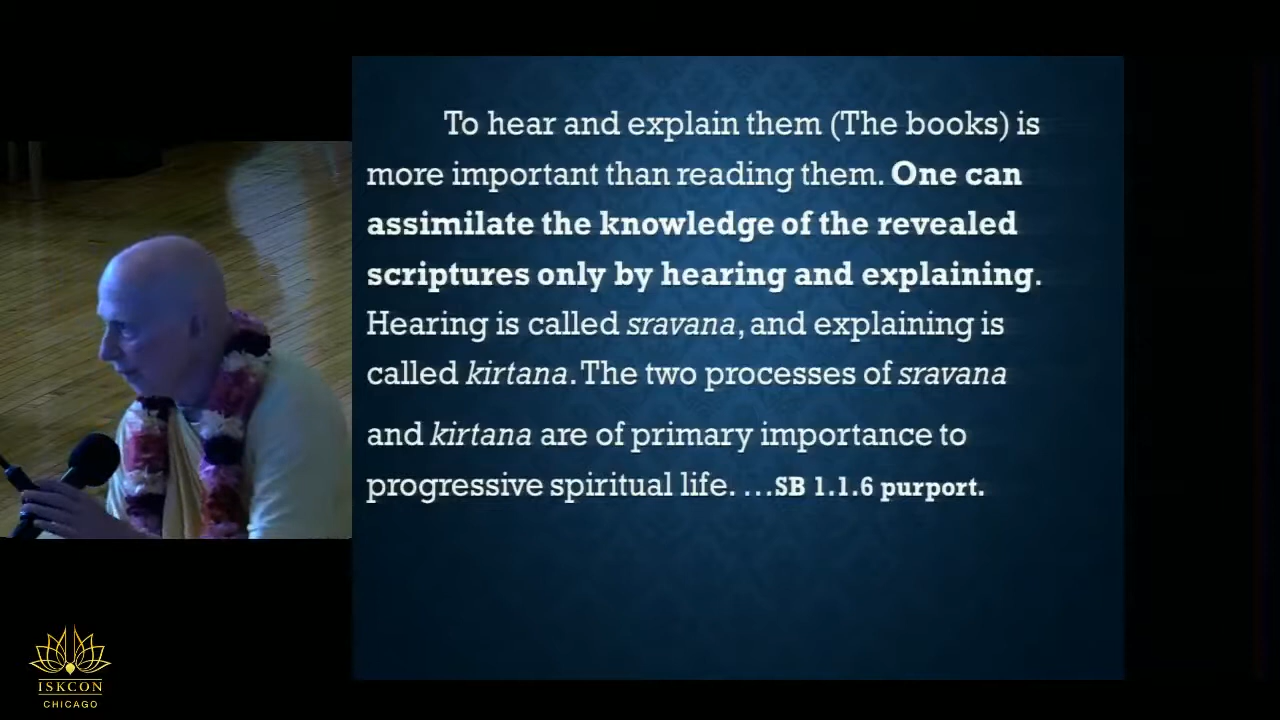 To hear and explain them (The books) is
more important than reading them. One can
assimilate the knowledge of the revealed
scriptures only by hearing and explaining.
Hearing is called sravana, and explaining is
called kirtana. The two processes of sravana
and kirtana are of primary importance to
progressive spiritual life. ...SB 1.1.6 purport.
ISKCON
CHICAGO